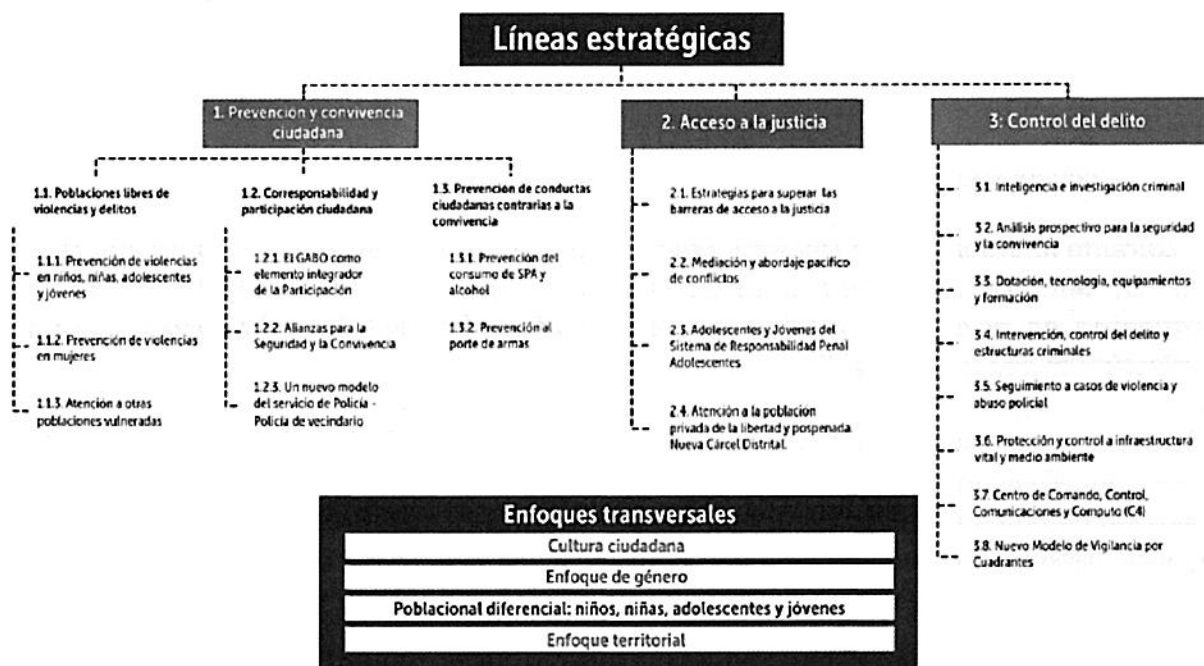 Líneas estratégicas
1. Prevención y convivencia
ciudadana
1.1. Poblaciones libres de
violencias y delitos
1.1.1. Prevención de violencias
en niños, niñas, adolescentes
y jóvenes
1.1.2. Prevención de violencias
en mujeres
1.1.3. Atención a otras
poblaciones vulneradas
1.2. Corresponsabilidad y
participación ciudadana
1.2.1. El GABO como
elemento integrador
de la Participación
1.2.2. Alianzas para la
Seguridad y la Convivencia
1.2.3. Un nuevo modelo
del servicio de Policía -
Policía de vecindario
1.3. Prevención de conductas
ciudadanas contrarias a la
convivencia
1.3.1. Prevención del
consumo de SPA y
alcohol
1.3.2. Prevención al
porte de armas
2. Acceso a la justicia
2.1. Estrategias para superar las
barreras de acceso a la justicia
2.2. Mediación y abordaje pacífico
de conflictos
2.3. Adolescentes y Jóvenes del
Sistema de Responsabilidad Penal
Adolescentes
2.4. Atención a la población
privada de la libertad y pospenada.
Nueva Cárcel Distrital.
3: Control del delito
3.1. Inteligencia e investigación criminal
3.2. Análisis prospectivo para la seguridad
y la convivencia
3.3. Dotación, tecnología, equipamientos
y formación
3.4. Intervención, control del delito y
estructuras criminales
3.5. Seguimiento a casos de violencia y
abuso policial
3.6. Protección y control a infraestructura
vital y medio ambiente
3.7. Centro de Comando, Control,
Comunicaciones y Computo (C4)
3.8. Nuevo Modelo de Vigilancia por
Cuadrantes
Enfoques transversales
Cultura ciudadana
Enfoque de género
Poblacional diferencial: niños, niñas, adolescentes y jóvenes
Enfoque territorial